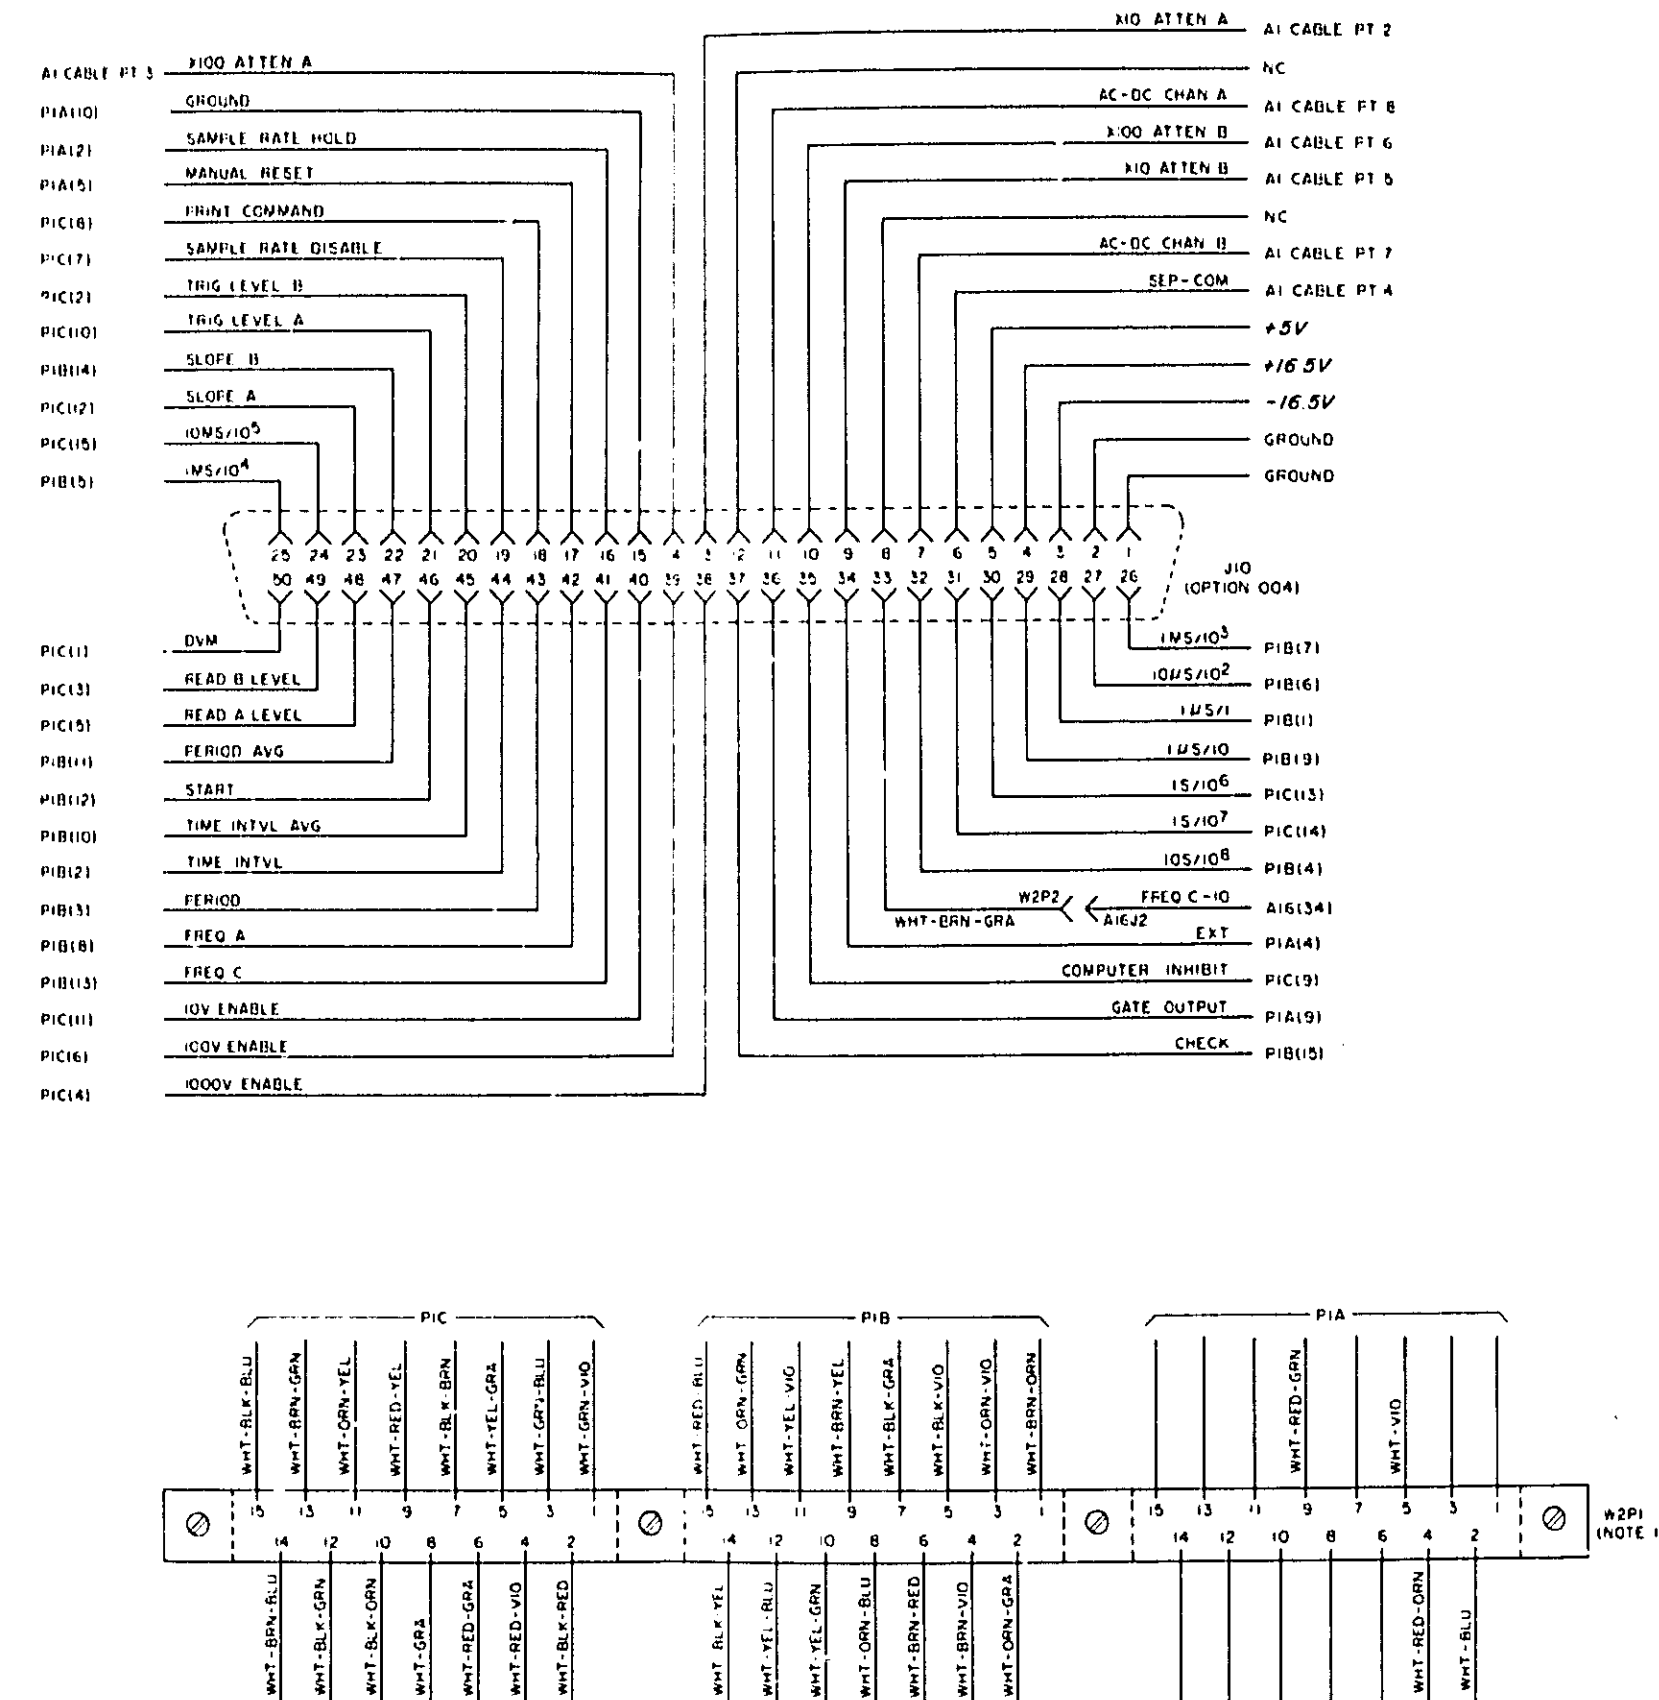 X10 ATTEN A A1 CABLE PT 2
A1 CABLE PT 3 X100 ATTEN A
NC
P1A(10) GROUND
AC-DC CHAN A A1 CABLE PT 8
P1A(2) SAMPLE RATE HOLD
X100 ATTEN B A1 CABLE PT 6
P1A(5) MANUAL RESET
X10 ATTEN B A1 CABLE PT 5
P1C(8) PRINT COMMAND
NC
P1C(7) SAMPLE RATE DISABLE
AC-DC CHAN B A1 CABLE PT 7
P1C(2) TRIG LEVEL B
SEP-COM A1 CABLE PT 4
P1C(10) TRIG LEVEL A
+5V
P1B(14) SLOPE B
+16.5V
P1C(12) SLOPE A
-16.5V
P1C(15) 10MS/10⁵
GROUND
P1B(5) 1MS/10⁴
GROUND
25 24 23 22 21 20 19 18 17 16 15 14 13 12 11 10 9 8 7 6 5 4 3 2 1
50 49 48 47 46 45 44 43 42 41 40 39 38 37 36 35 34 33 32 31 30 29 28 27 26
J10
(OPTION 004)
P1C(1) DVM
1MS/10³ P1B(7)
P1C(3) READ B LEVEL
10µS/10² P1B(6)
P1C(5) READ A LEVEL
1µS/1 P1B(1)
P1B(11) PERIOD AVG
1µS/10 P1B(9)
P1B(12) START
1S/10⁶ P1C(13)
P1B(10) TIME INTVL AVG
1S/10⁷ P1C(14)
P1B(2) TIME INTVL
10S/10⁸ P1B(4)
P1B(3) PERIOD
W2P2 FREQ C-10 A16(34)
WHT-BRN-GRA A16J2
P1B(8) FREQ A
EXT P1A(4)
P1B(13) FREQ C
COMPUTER INHIBIT P1C(9)
P1C(11) 10V ENABLE
GATE OUTPUT P1A(9)
P1C(6) 100V ENABLE
CHECK P1B(15)
P1C(4) 1000V ENABLE
P1C P1B P1A
WHT-BLK-BLU
WHT-BRN-GRN
WHT-ORN-YEL
WHT-RED-YEL
WHT-BLK-BRN
WHT-YEL-GRA
WHT-GRN-BLU
WHT-GRN-VIO
WHT-RED-BLU
WHT ORN-GRN
WHT-YEL-VIO
WHT-BRN-YEL
WHT-BLK-GRA
WHT-BLK-VIO
WHT-ORN-VIO
WHT-BRN-ORN
WHT-RED-GRN
WHT-VIO
15 13 11 9 7 5 3 1 15 13 11 9 7 5 3 1 15 13 11 9 7 5 3 1
14 12 10 8 6 4 2 14 12 10 8 6 4 2 14 12 10 8 6 4 2
W2P1
(NOTE 1
WHT-BRN-BLU
WHT-BLK-GRN
WHT-BLK-ORN
WHT-GRA
WHT-RED-GRA
WHT-RED-VIO
WHT-BLK-RED
WHT BLK-YEL
WHT-YEL-BLU
WHT-YEL-GRN
WHT-ORN-BLU
WHT-BRN-RED
WHT-BRN-VIO
WHT-ORN-GRA
WHT-RED-ORN
WHT-BLU